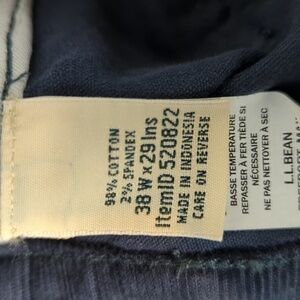 98% COTTON
2% SPANDEX
38 W x 29 Ins
ItemID 520822
MADE IN INDONESIA
CARE ON REVERSE
BASSE TEMPERATURE
REPASSER À FER TIÈDE SI
NÉCESSAIRE
NE PAS NETTOYER À SEC
L.L.BEAN